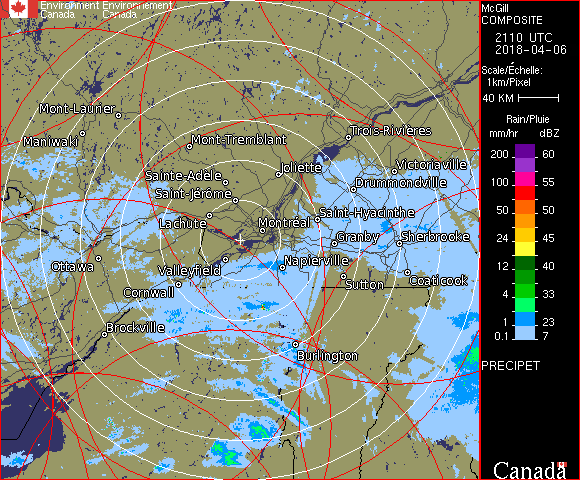 Environment Environnement
Canada Canada
McGill
COMPOSITE
2110 UTC
2018-04-06
Scale/Échelle:
1km/Pixel
40 KM
Rain/Pluie
mm/hr dBZ
200 60
100 55
50 50
24 45
12 40
4 33
1 23
0.1 7
PRECIPET
Canada
Mont-Laurier
Maniwaki
Mont-Tremblant
Trois-Rivières
Sainte-Adèle
Joliette
Victoriaville
Saint-Jérôme
Drummondville
Lachute
Montréal
Saint-Hyacinthe
Granby
Sherbrooke
Ottawa
Valleyfield
Napierville
Cornwall
Sutton
Coaticook
Brockville
Burlington